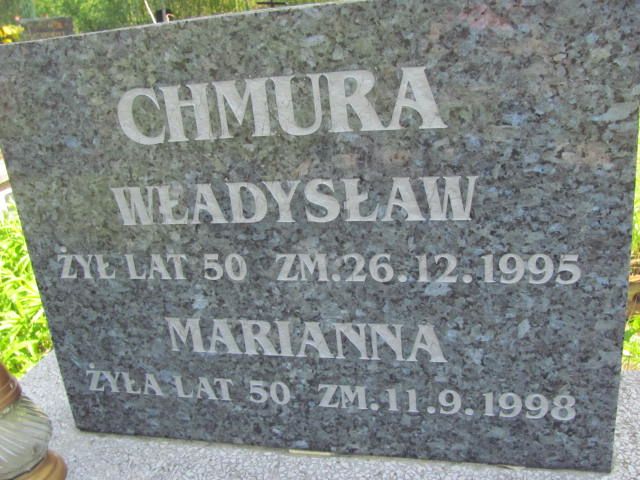 CHMURA
WŁADYSŁAW
ŻYŁ LAT 50 ZM.26.12.1995
MARIANNA
ŻYŁA LAT 50 ZM.11.9.1998